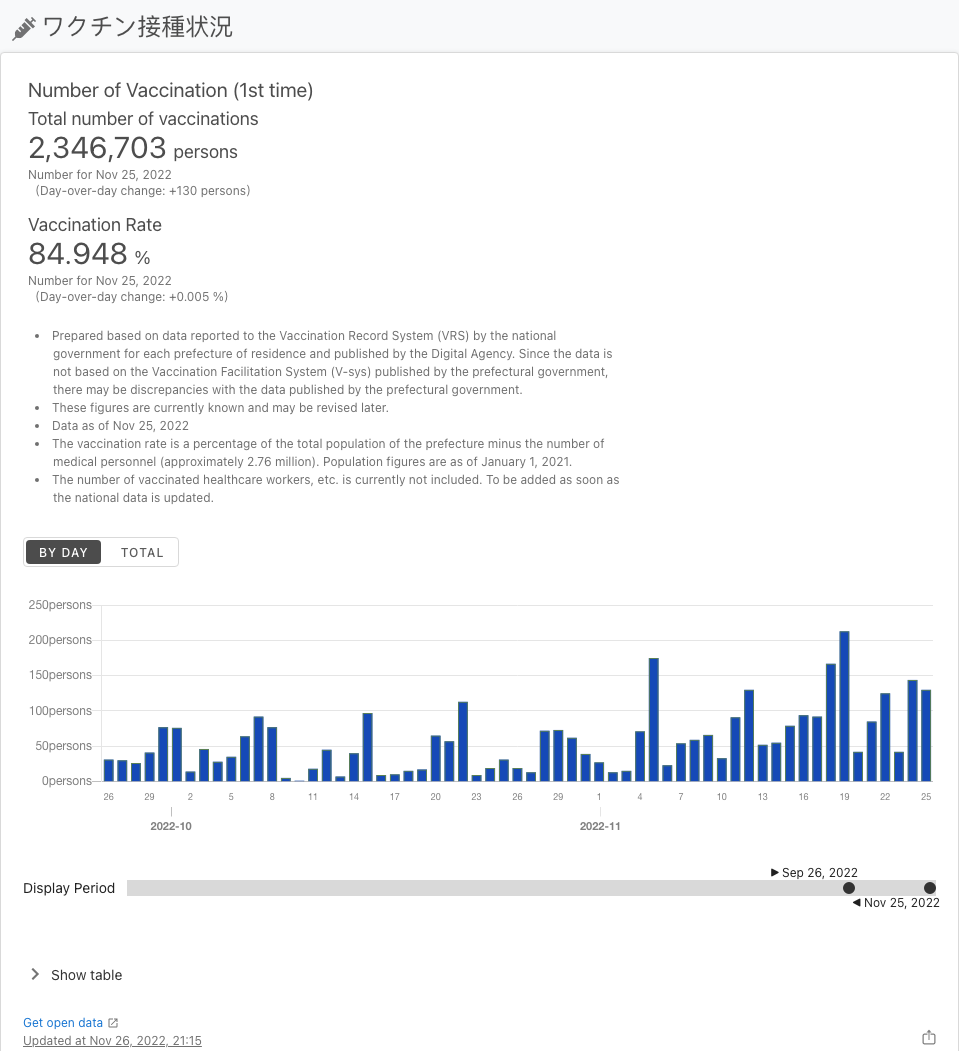 ワクチン接種状況
Number of Vaccination (1st time)
Total number of vaccinations
2,346,703 persons
Number for Nov 25, 2022
(Day-over-day change: +130 persons)
Vaccination Rate
84.948 %
Number for Nov 25, 2022
(Day-over-day change: +0.005 %)
• Prepared based on data reported to the Vaccination Record System (VRS) by the national
government for each prefecture of residence and published by the Digital Agency. Since the data is
not based on the Vaccination Facilitation System (V-sys) published by the prefectural government,
there may be discrepancies with the data published by the prefectural government.
• These figures are currently known and may be revised later.
• Data as of Nov 25, 2022
• The vaccination rate is a percentage of the total population of the prefecture minus the number of
medical personnel (approximately 2.76 million). Population figures are as of January 1, 2021.
• The number of vaccinated healthcare workers, etc. is currently not included. To be added as soon as
the national data is updated.
BY DAY TOTAL
250persons
200persons
150persons
100persons
50persons
0persons
26 29 2 5 8 11 14 17 20 23 26 29 1 4 7 10 13 16 19 22 25
2022-10 2022-11
Sep 26, 2022
Display Period
Nov 25, 2022
Show table
Get open data
Updated at Nov 26, 2022, 21:15